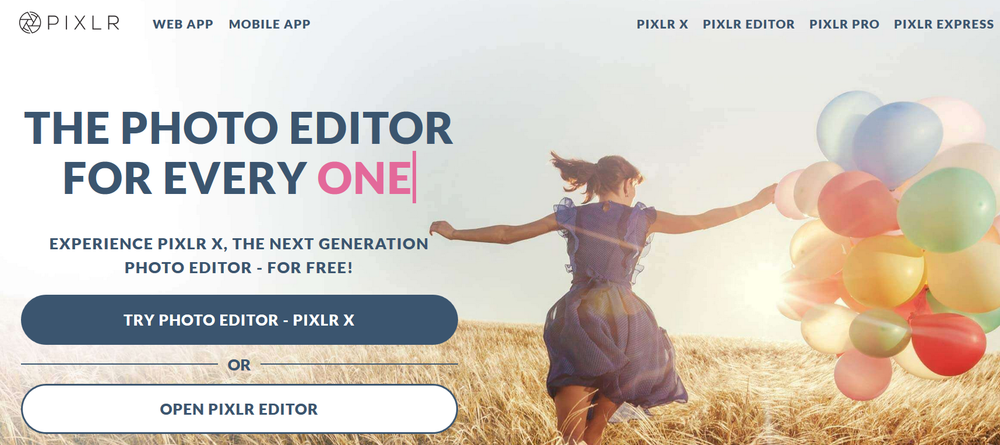 PIXLR
WEB APP
MOBILE APP
PIXLR X
PIXLR EDITOR
PIXLR PRO
PIXLR EXPRESS
THE PHOTO EDITOR
FOR EVERY ONE
EXPERIENCE PIXLR X, THE NEXT GENERATION
PHOTO EDITOR - FOR FREE!
TRY PHOTO EDITOR - PIXLR X
OR
OPEN PIXLR EDITOR